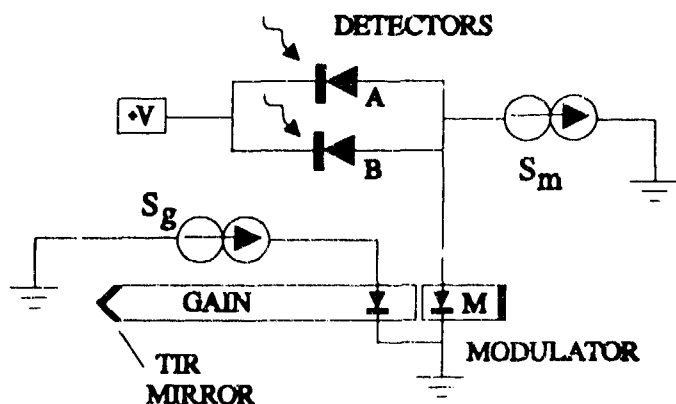 DETECTORS
A
+V
B
Sm
Sg
GAIN
M
TIR
MIRROR
MODULATOR